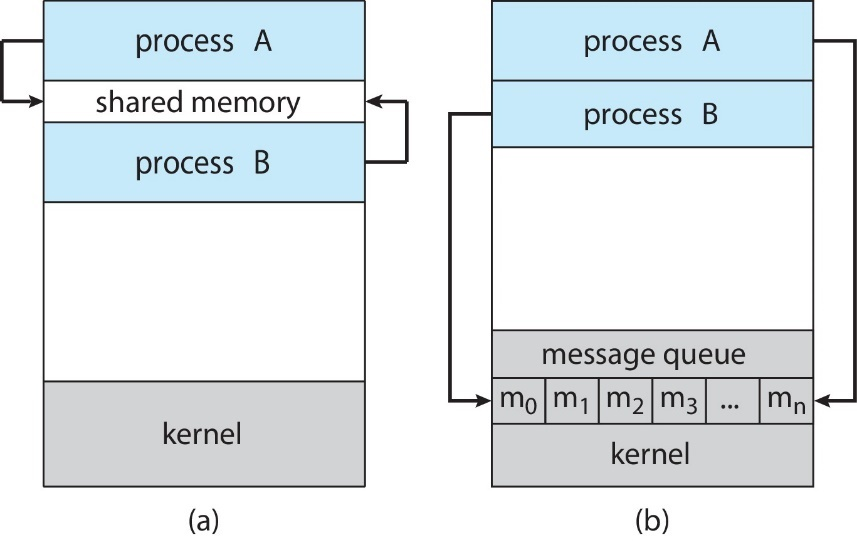 process A
shared memory
process B
kernel
(a)
process A
process B
message queue
m₀ m₁ m₂ m₃ ... mₙ
kernel
(b)